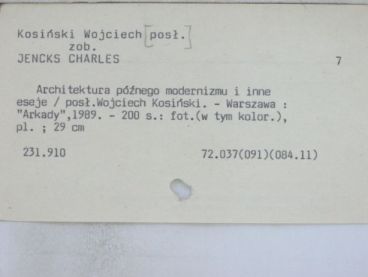 Kosiński Wojciech [posł.]
zob.
JENCKS CHARLES 7
Architektura późnego modernizmu i inne
eseje / posł.Wojciech Kosiński. - Warszawa :
"Arkady",1989. - 200 s.: fot.(w tym kolor.),
pl. ; 29 cm
231.910 72.037(091)(084.11)